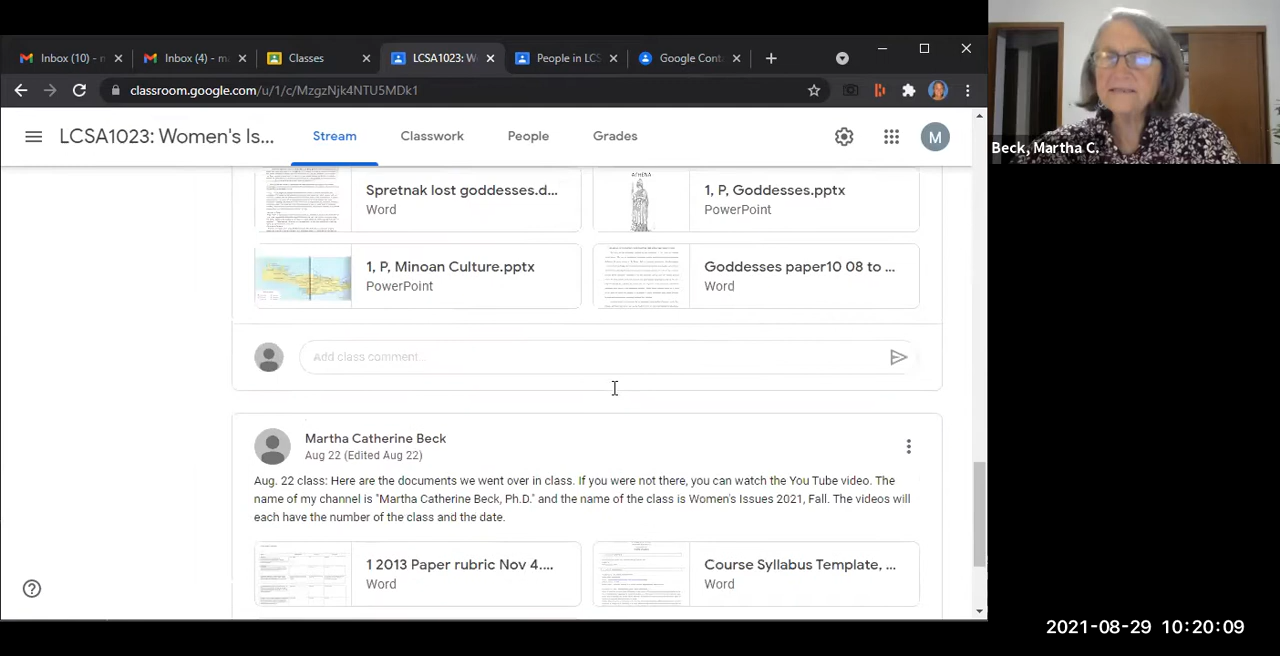 Inbox (10) - n
Inbox (4) - m
Classes
LCSA1023: W
People in LCS
Google Cont
classroom.google.com/u/1/c/MzgzNjk4NTU5MDk1
LCSA1023: Women's Is...
Stream
Classwork
People
Grades
M
Beck, Martha C.
Spretnak lostgoddesses.d...
Word
ATHENA
1, P, Goddesses.pptx
PowerPoint
Minoan Culture.pptx
PowerPoint
Goddesses paper10 08 to ...
Word
Add class comment...
Martha Catherine Beck
Aug 22 (Edited Aug 22)
Aug. 22 class: Here are the documents we went over in class. If you were not there, you can watch the You Tube video. The
name of my channel is "Martha Catherine Beck, Ph.D." and the name of the class is Women's Issues 2021, Fall. The videos will
each have the number of the class and the date.
1 2013 Paper rubric Nov 4....
Word
Course Syllabus Template, ...
Word
2021-08-29 10:20:09